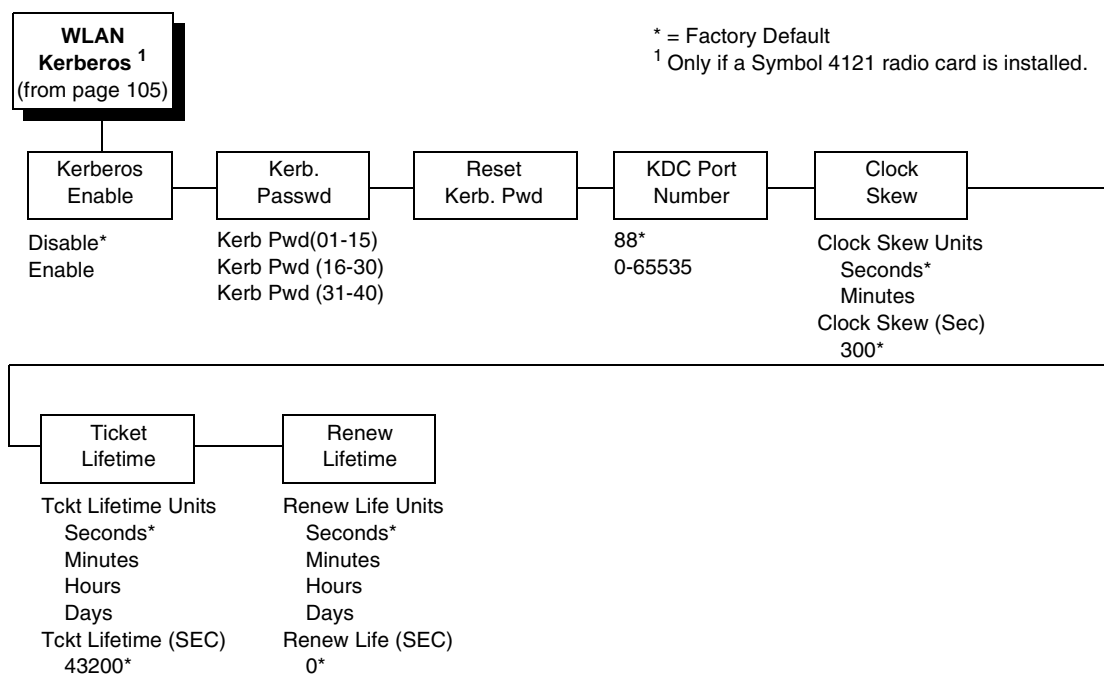 WLAN
Kerberos 1
(from page 105)
* = Factory Default
1 Only if a Symbol 4121 radio card is installed.
Kerberos
Enable
Disable*
Enable
Kerb.
Passwd
Kerb Pwd(01-15)
Kerb Pwd (16-30)
Kerb Pwd (31-40)
Reset
Kerb. Pwd
KDC Port
Number
88*
0-65535
Clock
Skew
Clock Skew Units
Seconds*
Minutes
Clock Skew (Sec)
300*
Ticket
Lifetime
Tckt Lifetime Units
Seconds*
Minutes
Hours
Days
Tckt Lifetime (SEC)
43200*
Renew
Lifetime
Renew Life Units
Seconds*
Minutes
Hours
Days
Renew Life (SEC)
0*